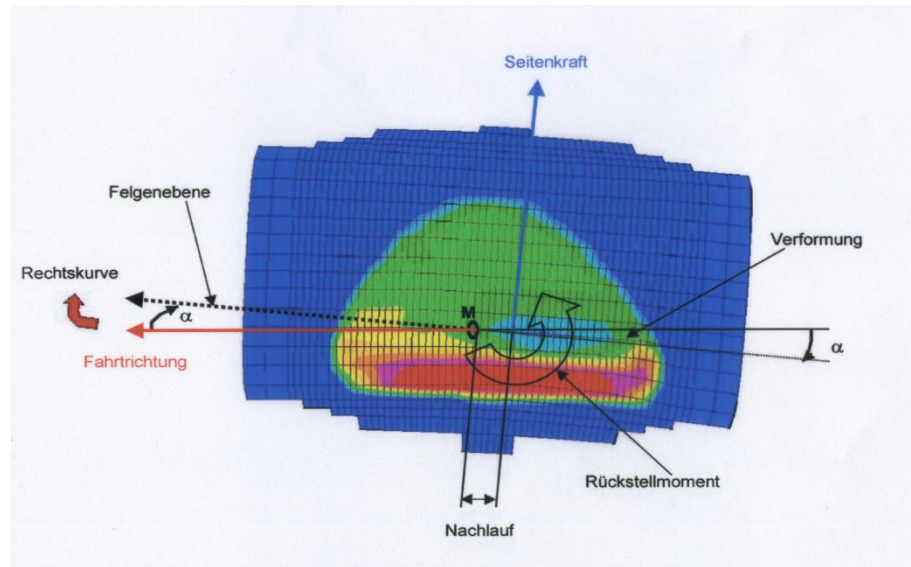 Seitenkraft
Felgenebene
Verformung
Rechtskurve
α
M
α
Fahrtrichtung
Rückstellmoment
Nachlauf